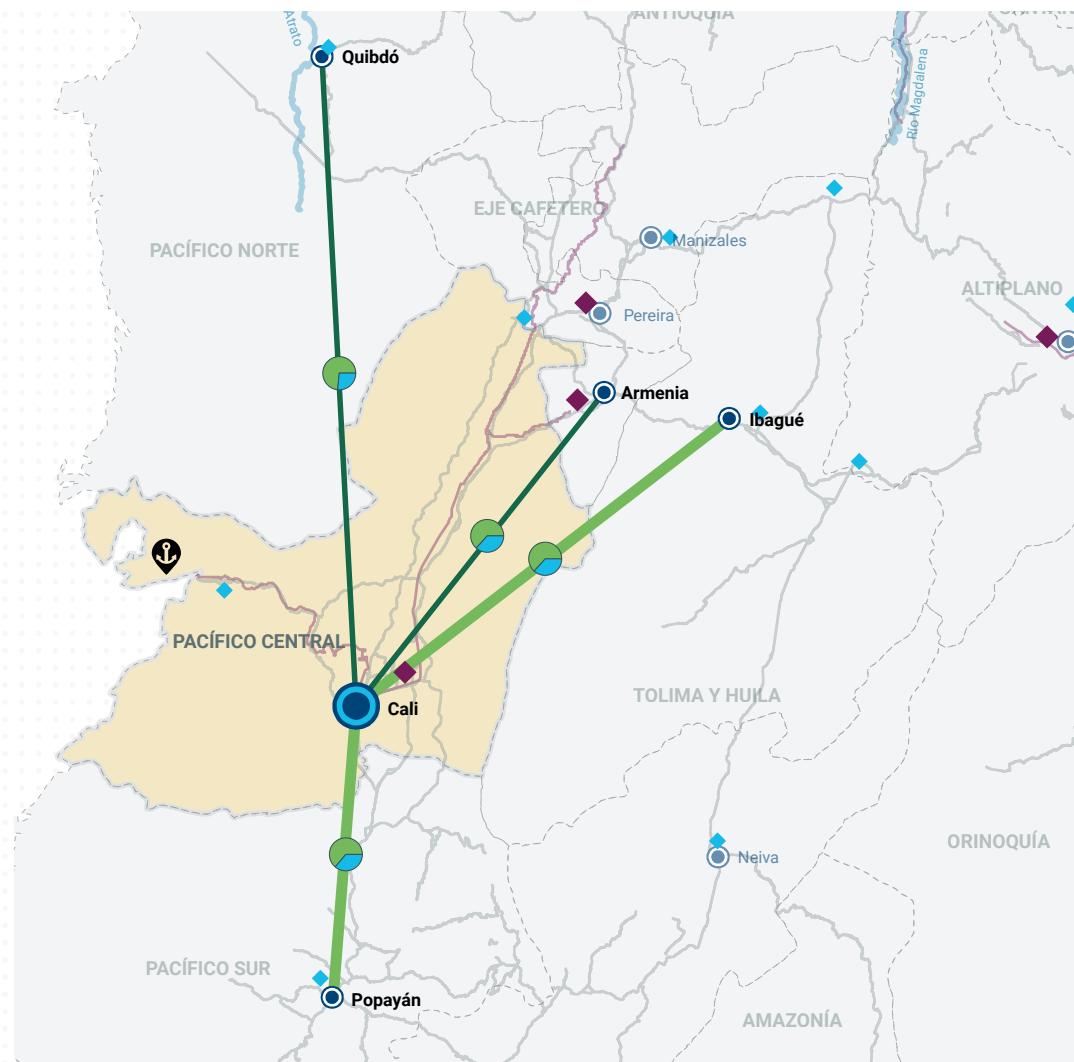 ANTIOQUIA
Atrato
Quibdó
Río Magdalena
EJE CAFETERO
PACÍFICO NORTE
Manizales
ALTIPLANO
Pereira
Armenia
Ibagué
PACÍFICO CENTRAL
TOLIMA Y HUILA
Cali
ORINOQUÍA
Neiva
PACÍFICO SUR
Popayán
AMAZONÍA